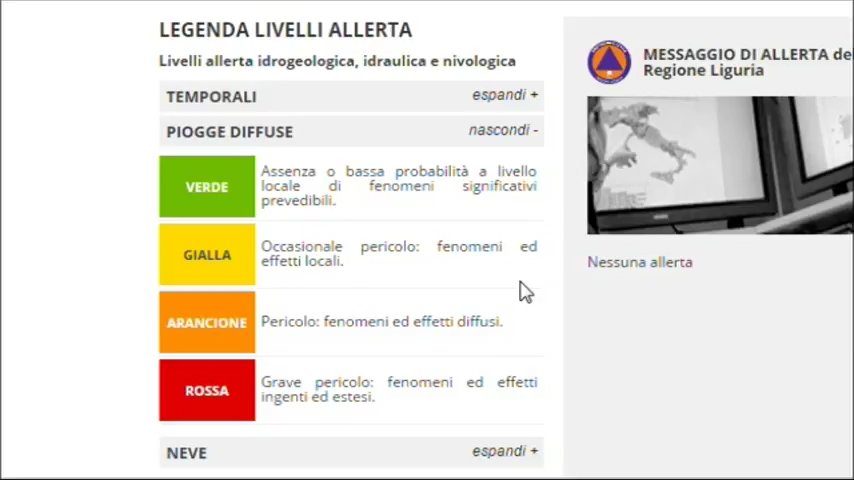 LEGENDA LIVELLI ALLERTA
Livelli allerta idrogeologica, idraulica e nivologica
TEMPORALI espandi +
PIOGGE DIFFUSE nascondi -
VERDE
Assenza o bassa probabilità a livello
locale di fenomeni significativi
prevedibili.
GIALLA
Occasionale pericolo: fenomeni ed
effetti locali.
ARANCIONE
Pericolo: fenomeni ed effetti diffusi.
ROSSA
Grave pericolo: fenomeni ed effetti
ingenti ed estesi.
NEVE espandi +
MESSAGGIO DI ALLERTA de
Regione Liguria
Nessuna allerta